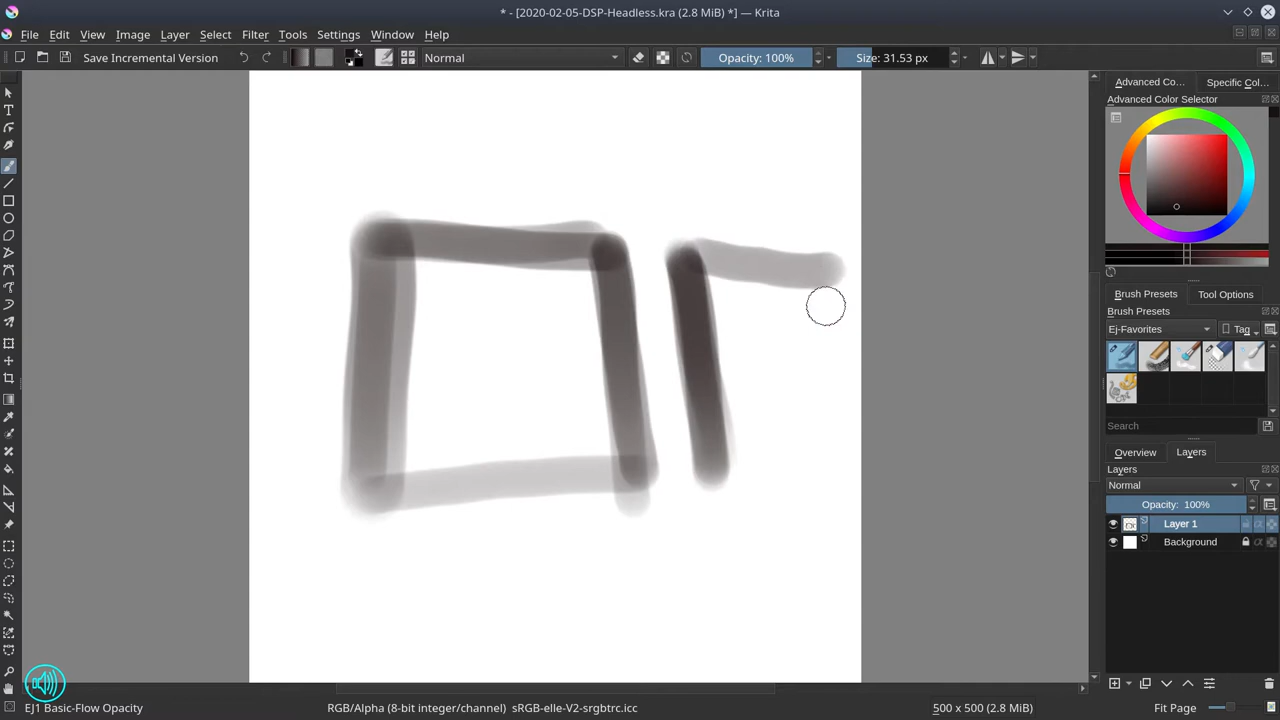 * - [2020-02-05-DSP-Headless.kra (2.8 MiB) *] — Krita
File Edit View Image Layer Select Filter Tools Settings Window Help
Save Incremental Version Normal Opacity: 100% Size: 31.53 px
Advanced Co... Specific Col...
Advanced Color Selector
Brush Presets Tool Options
Brush Presets
Ej-Favorites Tag
Search
Overview Layers
Layers
Normal
Opacity: 100%
Layer 1
Background
EJ1 Basic-Flow Opacity RGB/Alpha (8-bit integer/channel) sRGB-elle-V2-srgbtrc.icc 500 x 500 (2.8 MiB) Fit Page